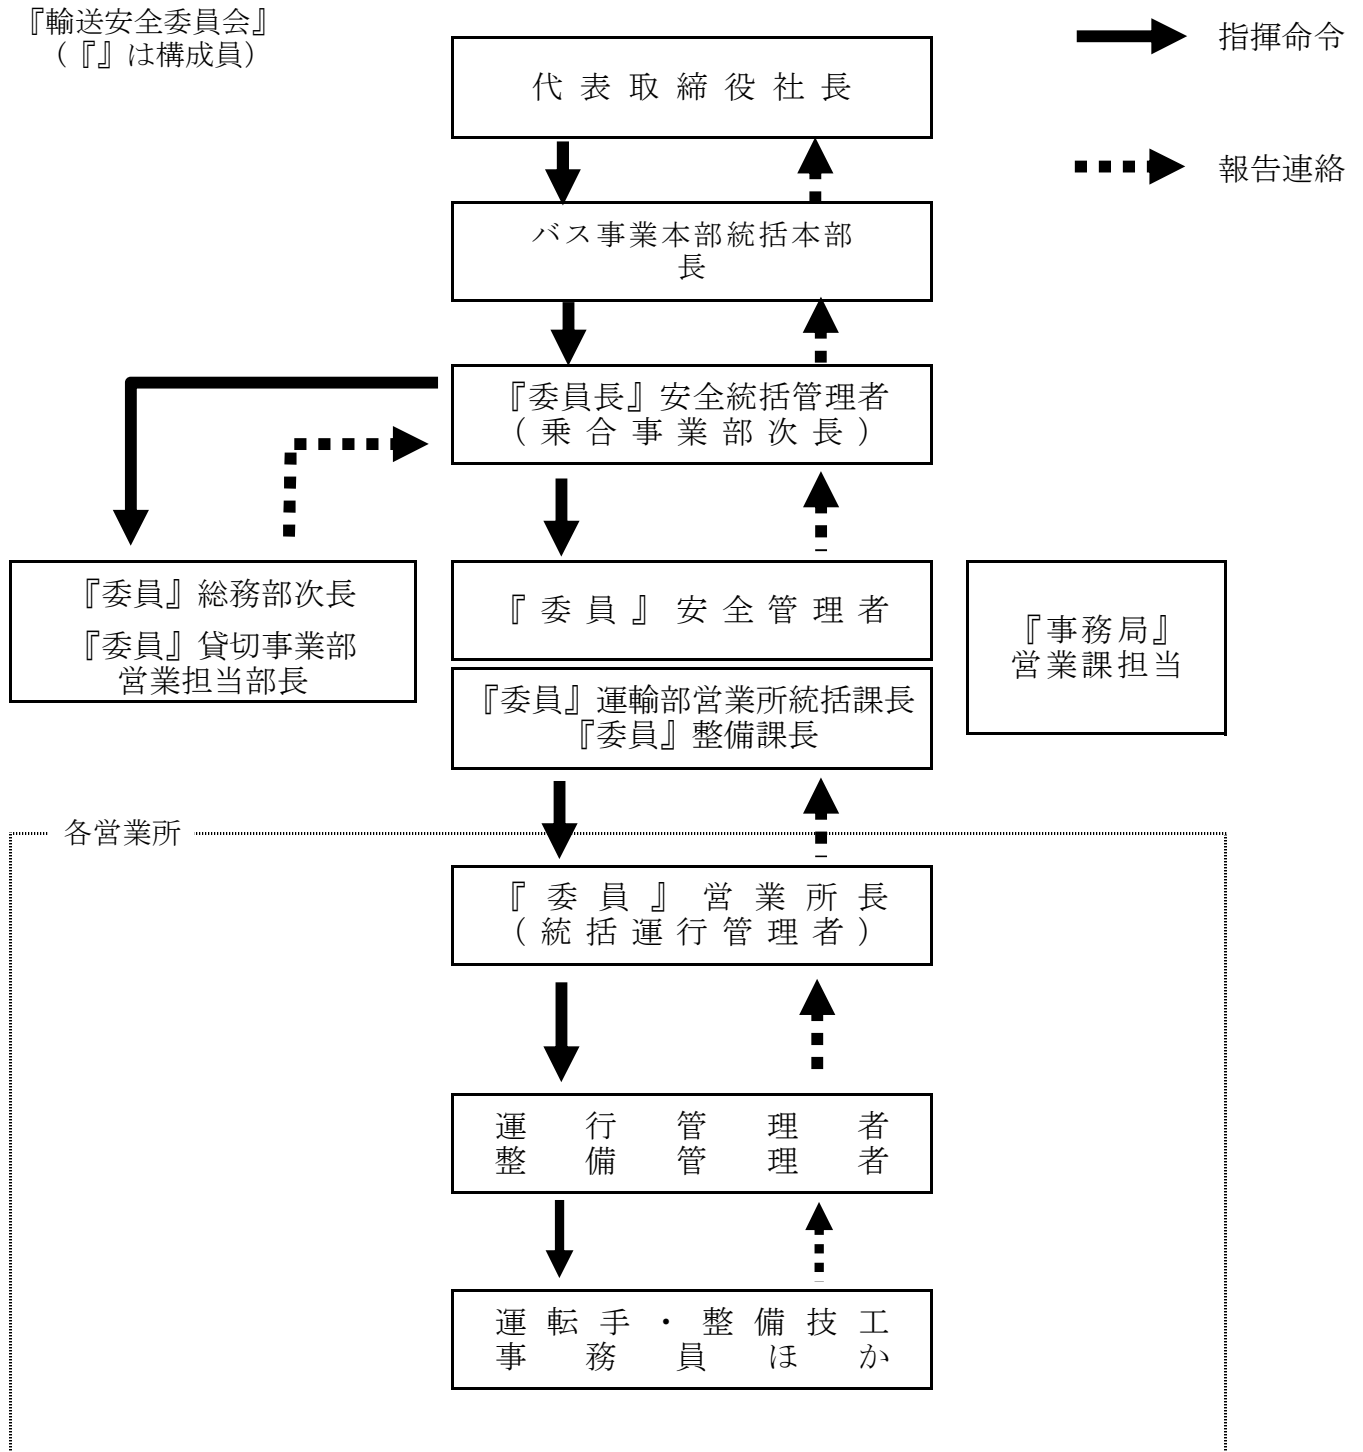 『輸送安全委員会』
（『』は構成員）
指揮命令
報告連絡
代表取締役社長
バス事業本部統括本部
長
『委員長』安全統括管理者
（乗合事業部次長）
『委員』総務部次長
『委員』貸切事業部
営業担当部長
『委員』安全管理者
『委員』運輸部営業所統括課長
『委員』整備課長
『事務局』
営業課担当
各営業所
『委員』営業所長
（統括運行管理者）
運行管理者
整備管理者
運転手・整備技工
事務員ほか